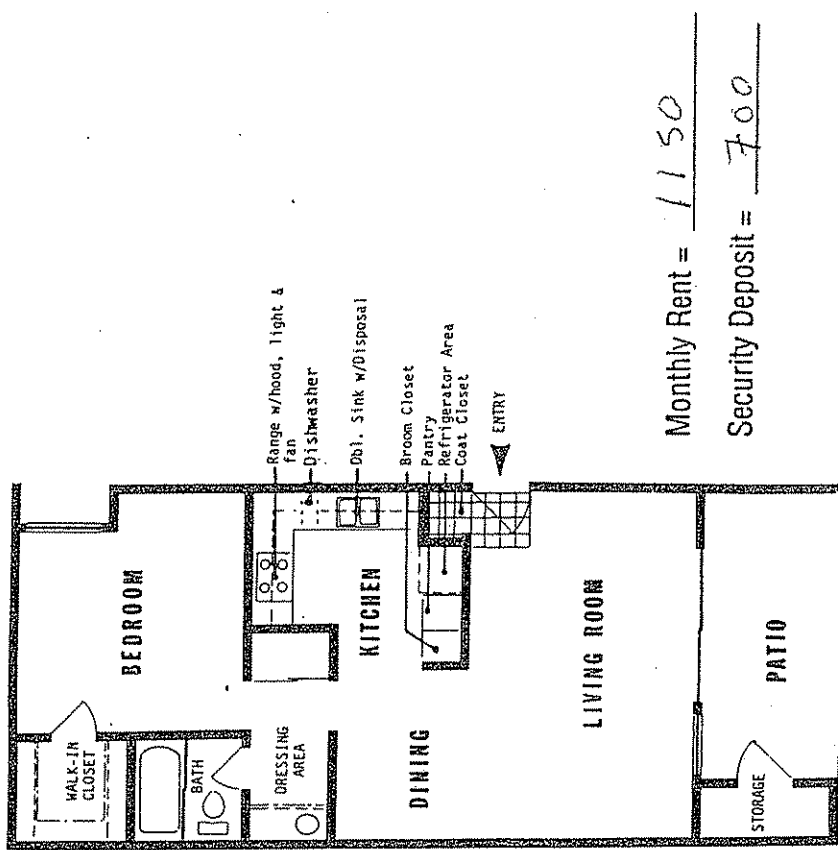 WALK-IN
CLOSET
BEDROOM
BATH
DRESSING
AREA
Range w/hood, light &
fan
Dishwasher
Dbl. Sink w/Disposal
Broom Closet
Pantry
Refrigerator Area
Coat Closet
KITCHEN
DINING
ENTRY
LIVING ROOM
STORAGE
PATIO
Monthly Rent = 1150
Security Deposit = 700